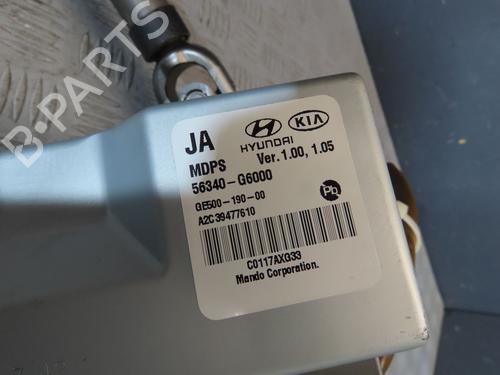 B-PARTS
JA
HYUNDAI
KIA
MDPS
Ver. 1.00, 1.05
56340-G6000
GE500-190-00
A2C39477610
Pb
C0117AXG33
Mando Corporation.